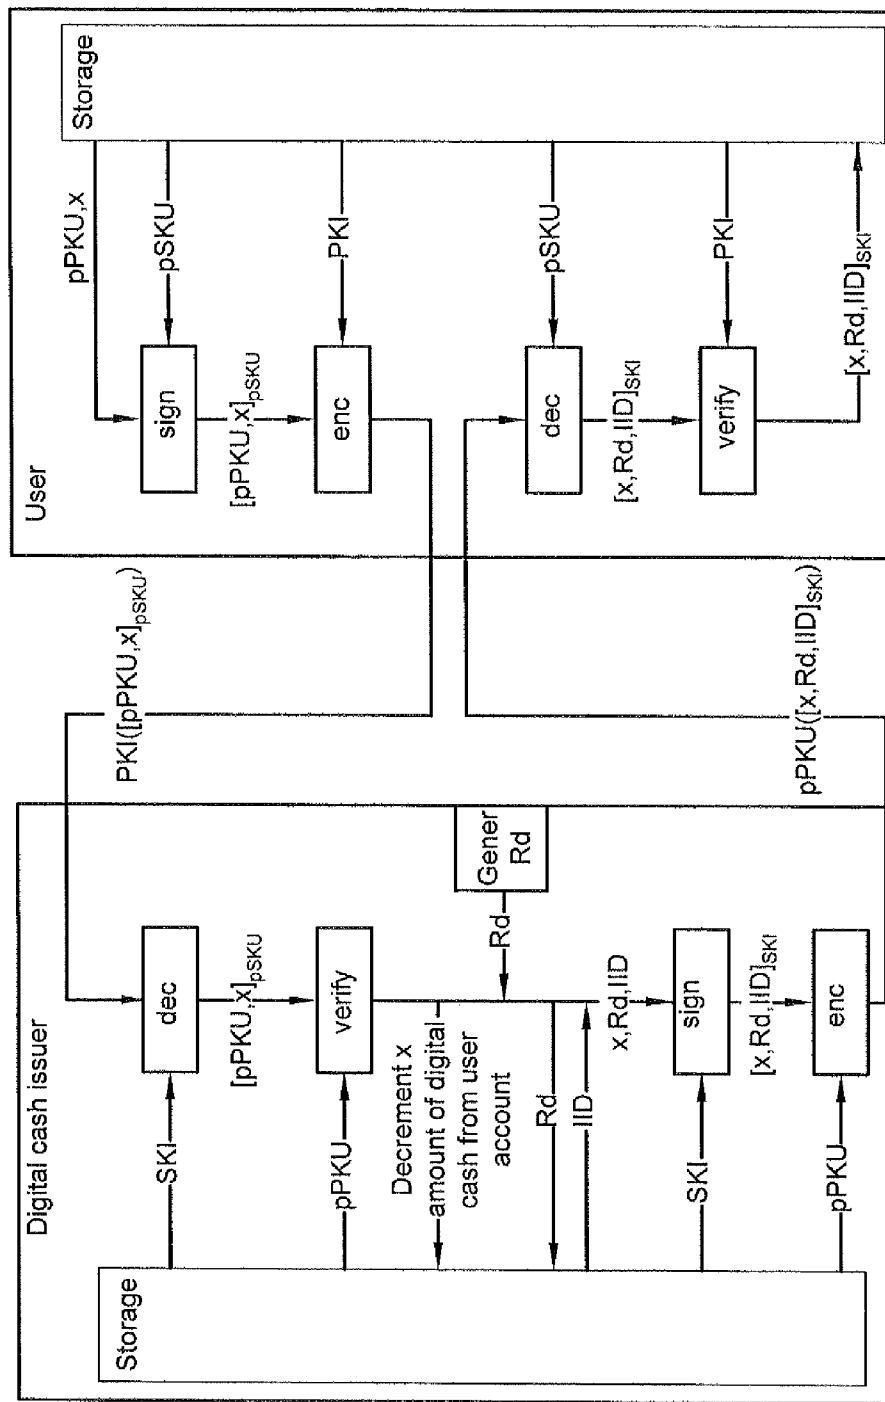 Digital cash issuer
Storage
SKI
dec
[pPKU,x]pSKU
pPKU
verify
Decrement x
amount of digital
cash from user
account
Gener
Rd
Rd
Rd
IID
x,Rd,IID
SKI
sign
[x,Rd,IID]SKI
pPKU
enc
PKI([pPKU,x]pSKU)
pPKU([x,Rd,IID]SKI)
User
Storage
pPKU,x
pSKU
sign
[pPKU,x]pSKU
PKI
enc
pSKU
dec
[x,Rd,IID]SKI
PKI
verify
[x,Rd,IID]SKI